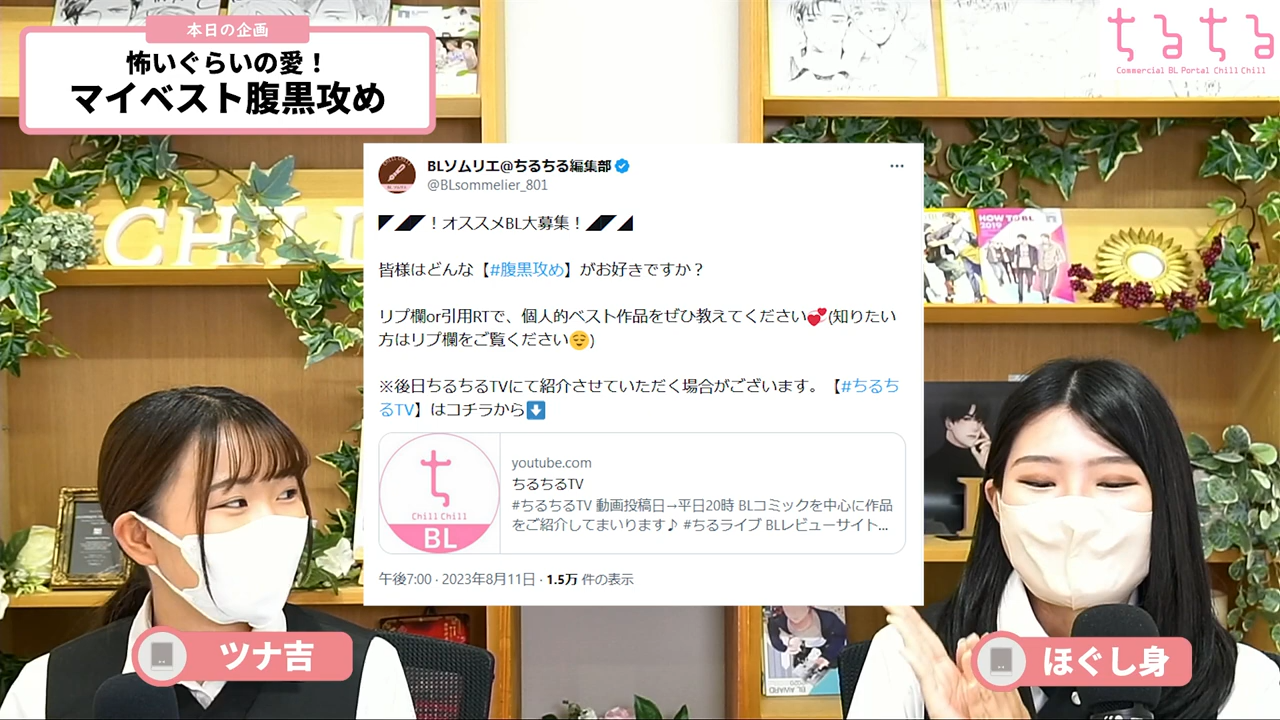 本日の企画
怖いぐらいの愛！
マイベスト腹黒攻め
ちるちる
Commercial BL Portal Chill Chill
CHIL
HOW TO BL
2019
BLソムリエ@ちるちる編集部
@BLsommelier_801
◤◢◤！オススメBL大募集！◢◤◢
皆様はどんな【#腹黒攻め】がお好きですか？
リプ欄or引用RTで、個人的ベスト作品をぜひ教えてください💞(知りたい
方はリプ欄をご覧ください😌)
※後日ちるちるTVにて紹介させていただく場合がございます。【#ちるち
るTV】はコチラから⬇️
ち
Chill Chill
BL
youtube.com
ちるちるTV
#ちるちるTV 動画投稿日→平日20時 BLコミックを中心に作品
をご紹介してまいります♪ #ちるライブ BLレビューサイト...
午後7:00 · 2023年8月11日 · 1.5万 件の表示
ツナ吉
ほぐし身
BL AWARD